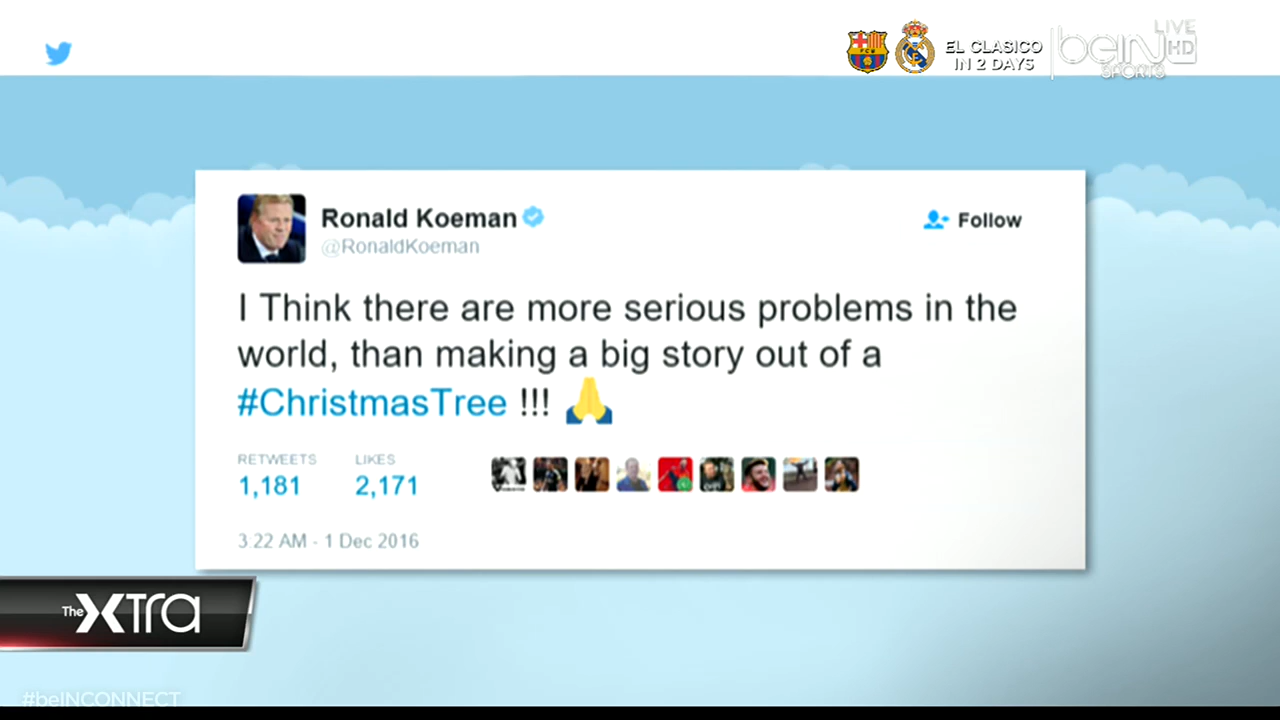 EL CLASICO
IN 2 DAYS
LIVE
beIN HD
SPORTS
Ronald Koeman
@RonaldKoeman
Follow
I Think there are more serious problems in the
world, than making a big story out of a
#ChristmasTree !!! 🙏
RETWEETS LIKES
1,181 2,171
3:22 AM - 1 Dec 2016
The XTra
#beINCONNECT